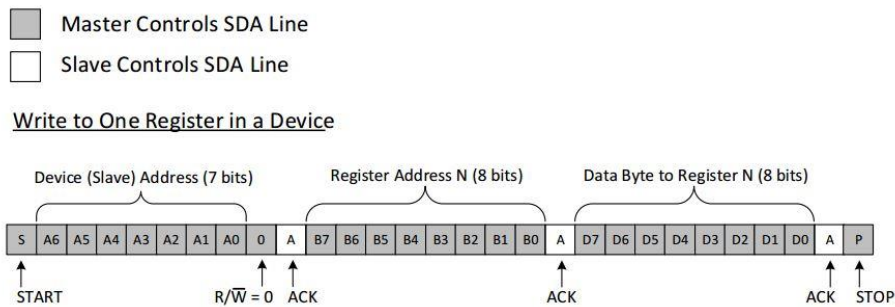 Master Controls SDA Line
Slave Controls SDA Line
Write to One Register in a Device
Device (Slave) Address (7 bits) Register Address N (8 bits) Data Byte to Register N (8 bits)
S A6 A5 A4 A3 A2 A1 A0 0 A B7 B6 B5 B4 B3 B2 B1 B0 A D7 D6 D5 D4 D3 D2 D1 D0 A P
START R/W̅ = 0 ACK ACK ACK STOP